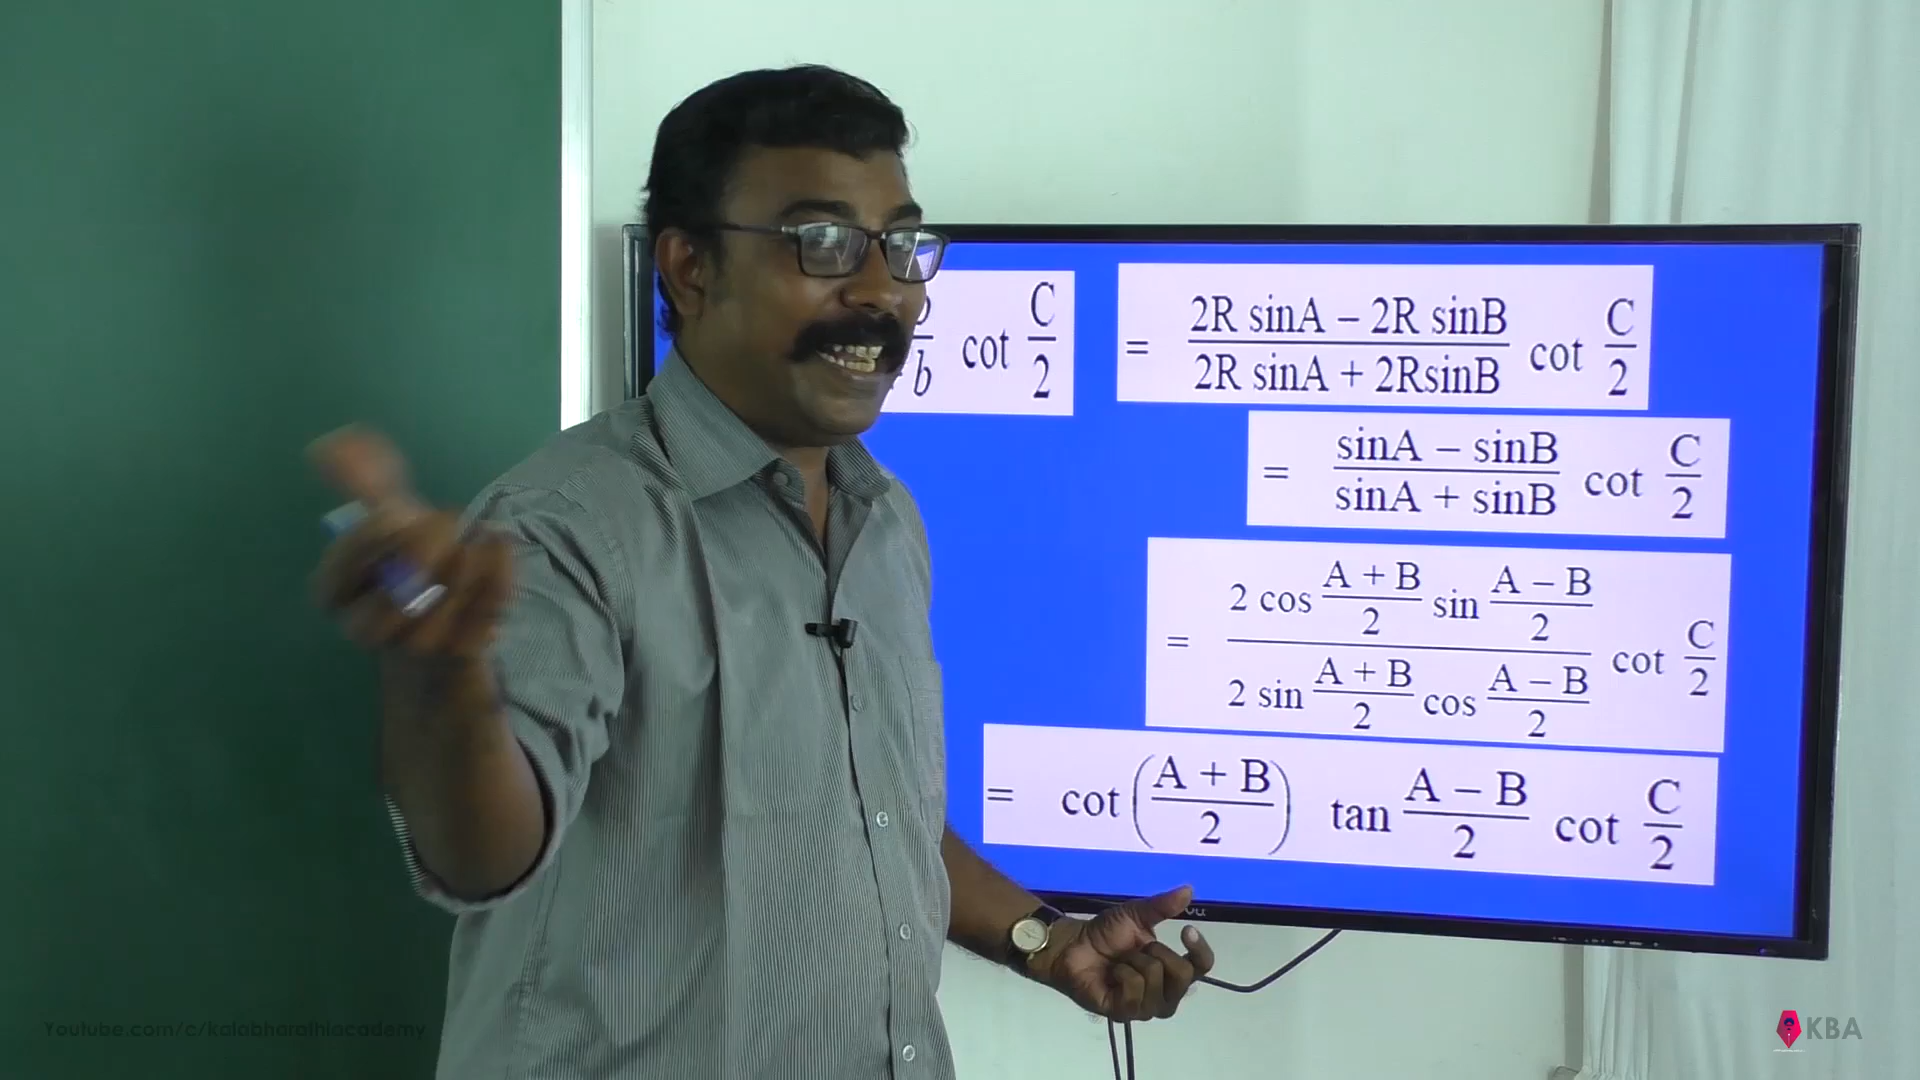 b/b cot C/2 = (2R sinA – 2R sinB)/(2R sinA + 2RsinB) cot C/2
= (sinA – sinB)/(sinA + sinB) cot C/2
= (2 cos (A + B)/2 sin (A – B)/2)/(2 sin (A + B)/2 cos (A – B)/2) cot C/2
= cot ((A + B)/2) tan (A – B)/2 cot C/2
Youtube.com/c/kalabharathiacademy
KBA